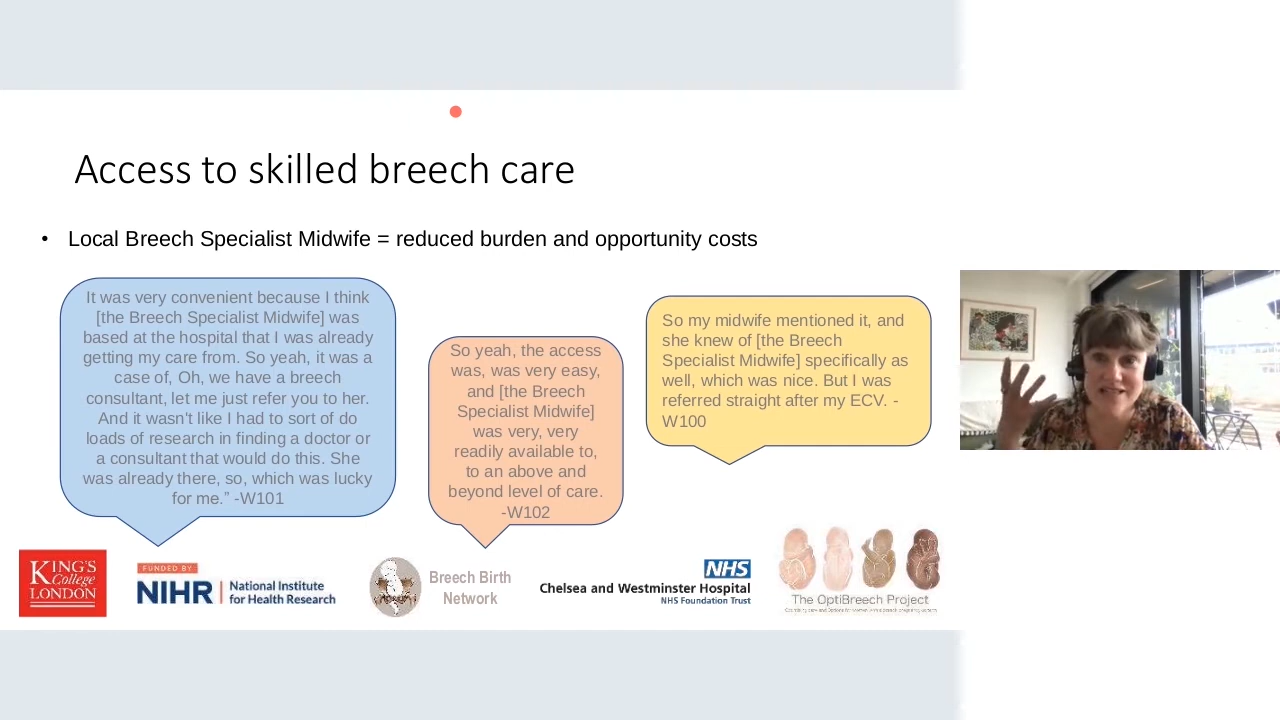 Access to skilled breech care
• Local Breech Specialist Midwife = reduced burden and opportunity costs
It was very convenient because I think
[the Breech Specialist Midwife] was
based at the hospital that I was already
getting my care from. So yeah, it was a
case of, Oh, we have a breech
consultant, let me just refer you to her.
And it wasn't like I had to sort of do
loads of research in finding a doctor or
a consultant that would do this. She
was already there, so, which was lucky
for me.” -W101
So yeah, the access
was, was very easy,
and [the Breech
Specialist Midwife]
was very, very
readily available to,
to an above and
beyond level of care.
-W102
So my midwife mentioned it, and
she knew of [the Breech
Specialist Midwife] specifically as
well, which was nice. But I was
referred straight after my ECV. -
W100
KING'S
College
LONDON
FUNDED BY
NIHR | National Institute
for Health Research
Breech Birth
Network
NHS
Chelsea and Westminster Hospital
NHS Foundation Trust
The OptiBreech Project